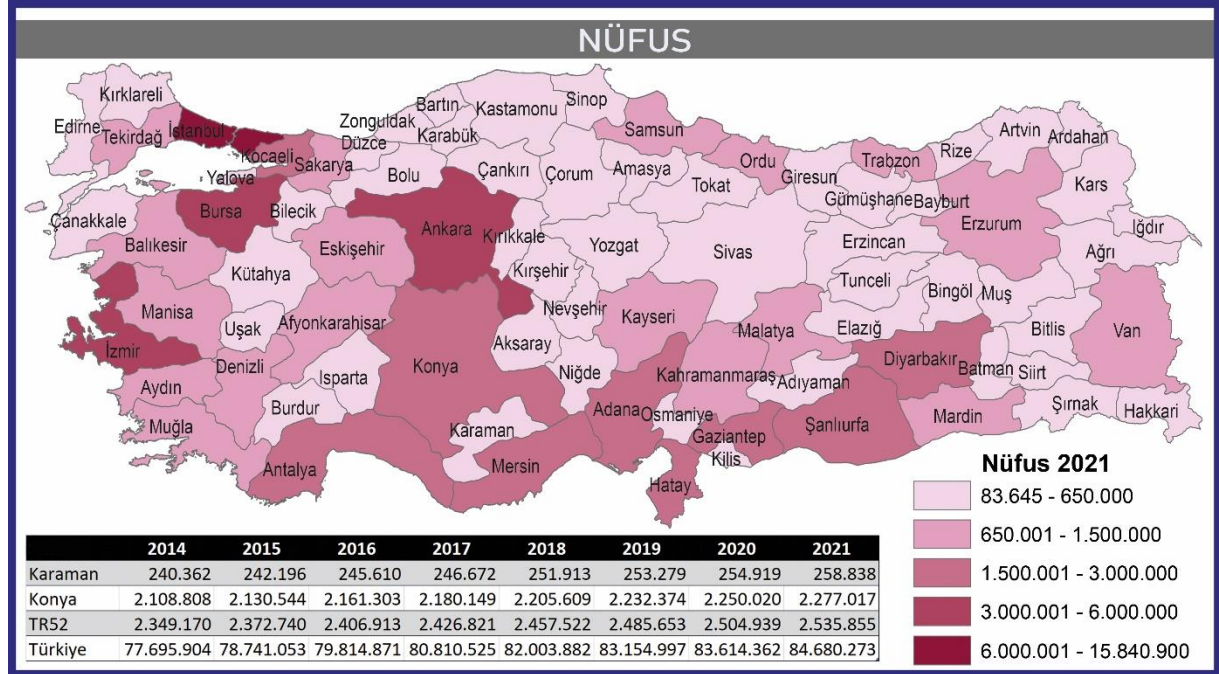 NÜFUS
Kırklareli
Edirne
Tekirdağ
İstanbul
Kocaeli
Yalova
Sakarya
Düzce
Zonguldak
Bartın
Karabük
Kastamonu
Sinop
Samsun
Ordu
Giresun
Trabzon
Rize
Artvin
Ardahan
Kars
Iğdır
Ağrı
Erzurum
Bayburt
Gümüşhane
Erzincan
Tokat
Amasya
Çorum
Çankırı
Bolu
Bilecik
Bursa
Çanakkale
Balıkesir
Kütahya
Eskişehir
Ankara
Kırıkkale
Kırşehir
Yozgat
Sivas
Tunceli
Bingöl
Muş
Bitlis
Van
Elazığ
Malatya
Kayseri
Nevşehir
Aksaray
Niğde
Konya
Afyonkarahisar
Uşak
Manisa
İzmir
Aydın
Denizli
Isparta
Burdur
Muğla
Antalya
Karaman
Mersin
Adana
Osmaniye
Kahramanmaraş
Adıyaman
Diyarbakır
Batman
Siirt
Şırnak
Hakkari
Mardin
Şanlıurfa
Gaziantep
Kilis
Hatay
Nüfus 2021
83.645 - 650.000
650.001 - 1.500.000
1.500.001 - 3.000.000
3.000.001 - 6.000.000
6.000.001 - 15.840.900
2014 2015 2016 2017 2018 2019 2020 2021
Karaman 240.362 242.196 245.610 246.672 251.913 253.279 254.919 258.838
Konya 2.108.808 2.130.544 2.161.303 2.180.149 2.205.609 2.232.374 2.250.020 2.277.017
TR52 2.349.170 2.372.740 2.406.913 2.426.821 2.457.522 2.485.653 2.504.939 2.535.855
Türkiye 77.695.904 78.741.053 79.814.871 80.810.525 82.003.882 83.154.997 83.614.362 84.680.273